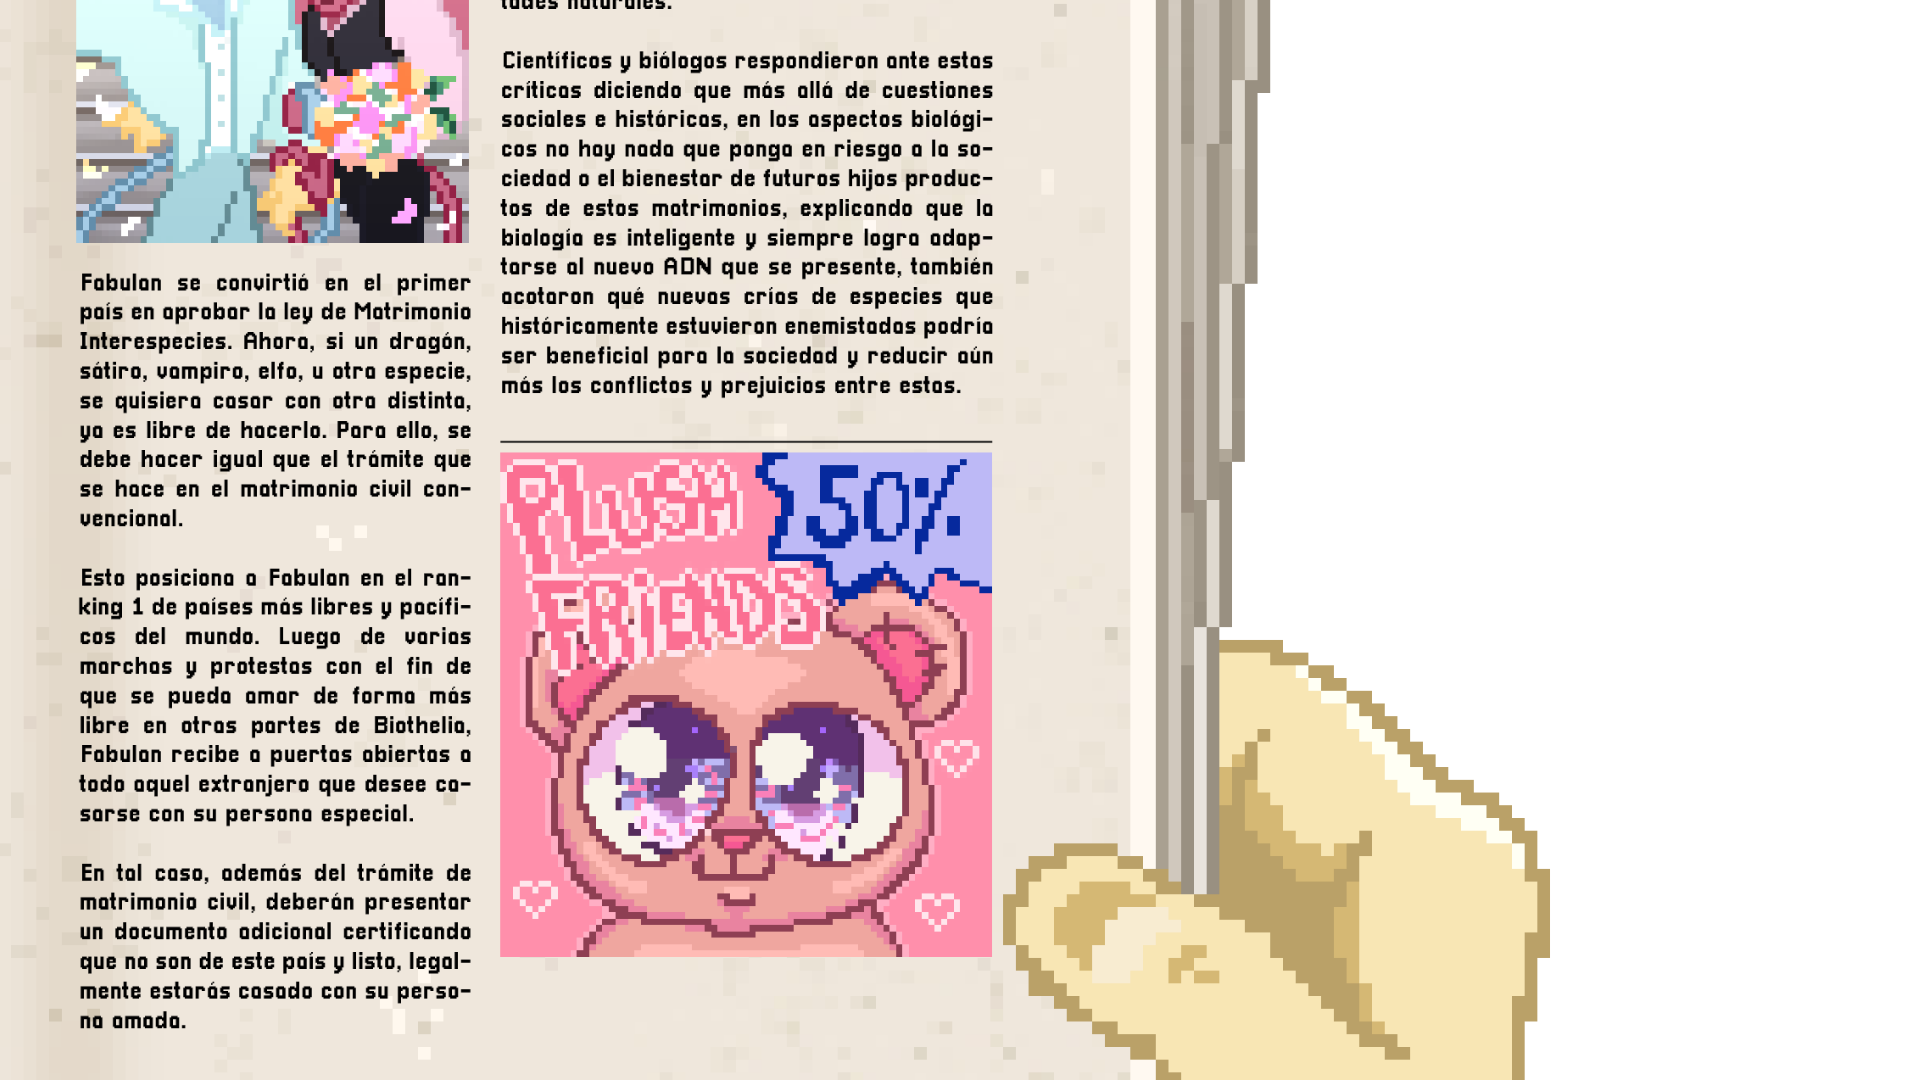 Fabulan se convirtió en el primer
país en aprobar la ley de Matrimonio
Interespecies. Ahora, si un dragón,
sátiro, vampiro, elfo, u otra especie,
se quisiera casar con otra distinta,
ya es libre de hacerlo. Para ello, se
debe hacer igual que el trámite que
se hace en el matrimonio civil con-
vencional.
Esto posiciona a Fabulan en el ran-
king 1 de países más libres y pacífi-
cos del mundo. Luego de varias
marchas y protestas con el fin de
que se pueda amar de forma más
libre en otras partes de Biothelia,
Fabulan recibe a puertas abiertas a
todo aquel extranjero que desee ca-
sarse con su persona especial.
En tal caso, además del trámite de
matrimonio civil, deberán presentar
un documento adicional certificando
que no son de este país y listo, legal-
mente estarás casado con su perso-
na amada.
tades naturales.
Científicos y biólogos respondieron ante estas
críticas diciendo que más allá de cuestiones
sociales e históricas, en los aspectos biológi-
cos no hay nada que ponga en riesgo a la so-
ciedad o el bienestar de futuros hijos produc-
tos de estos matrimonios, explicando que la
biología es inteligente y siempre logra adap-
tarse al nuevo ADN que se presente, también
acotaron qué nuevas crías de especies que
históricamente estuvieron enemistadas podría
ser beneficial para la sociedad y reducir aún
más los conflictos y prejuicios entre estas.
PLUSH
50%
FRIENDS